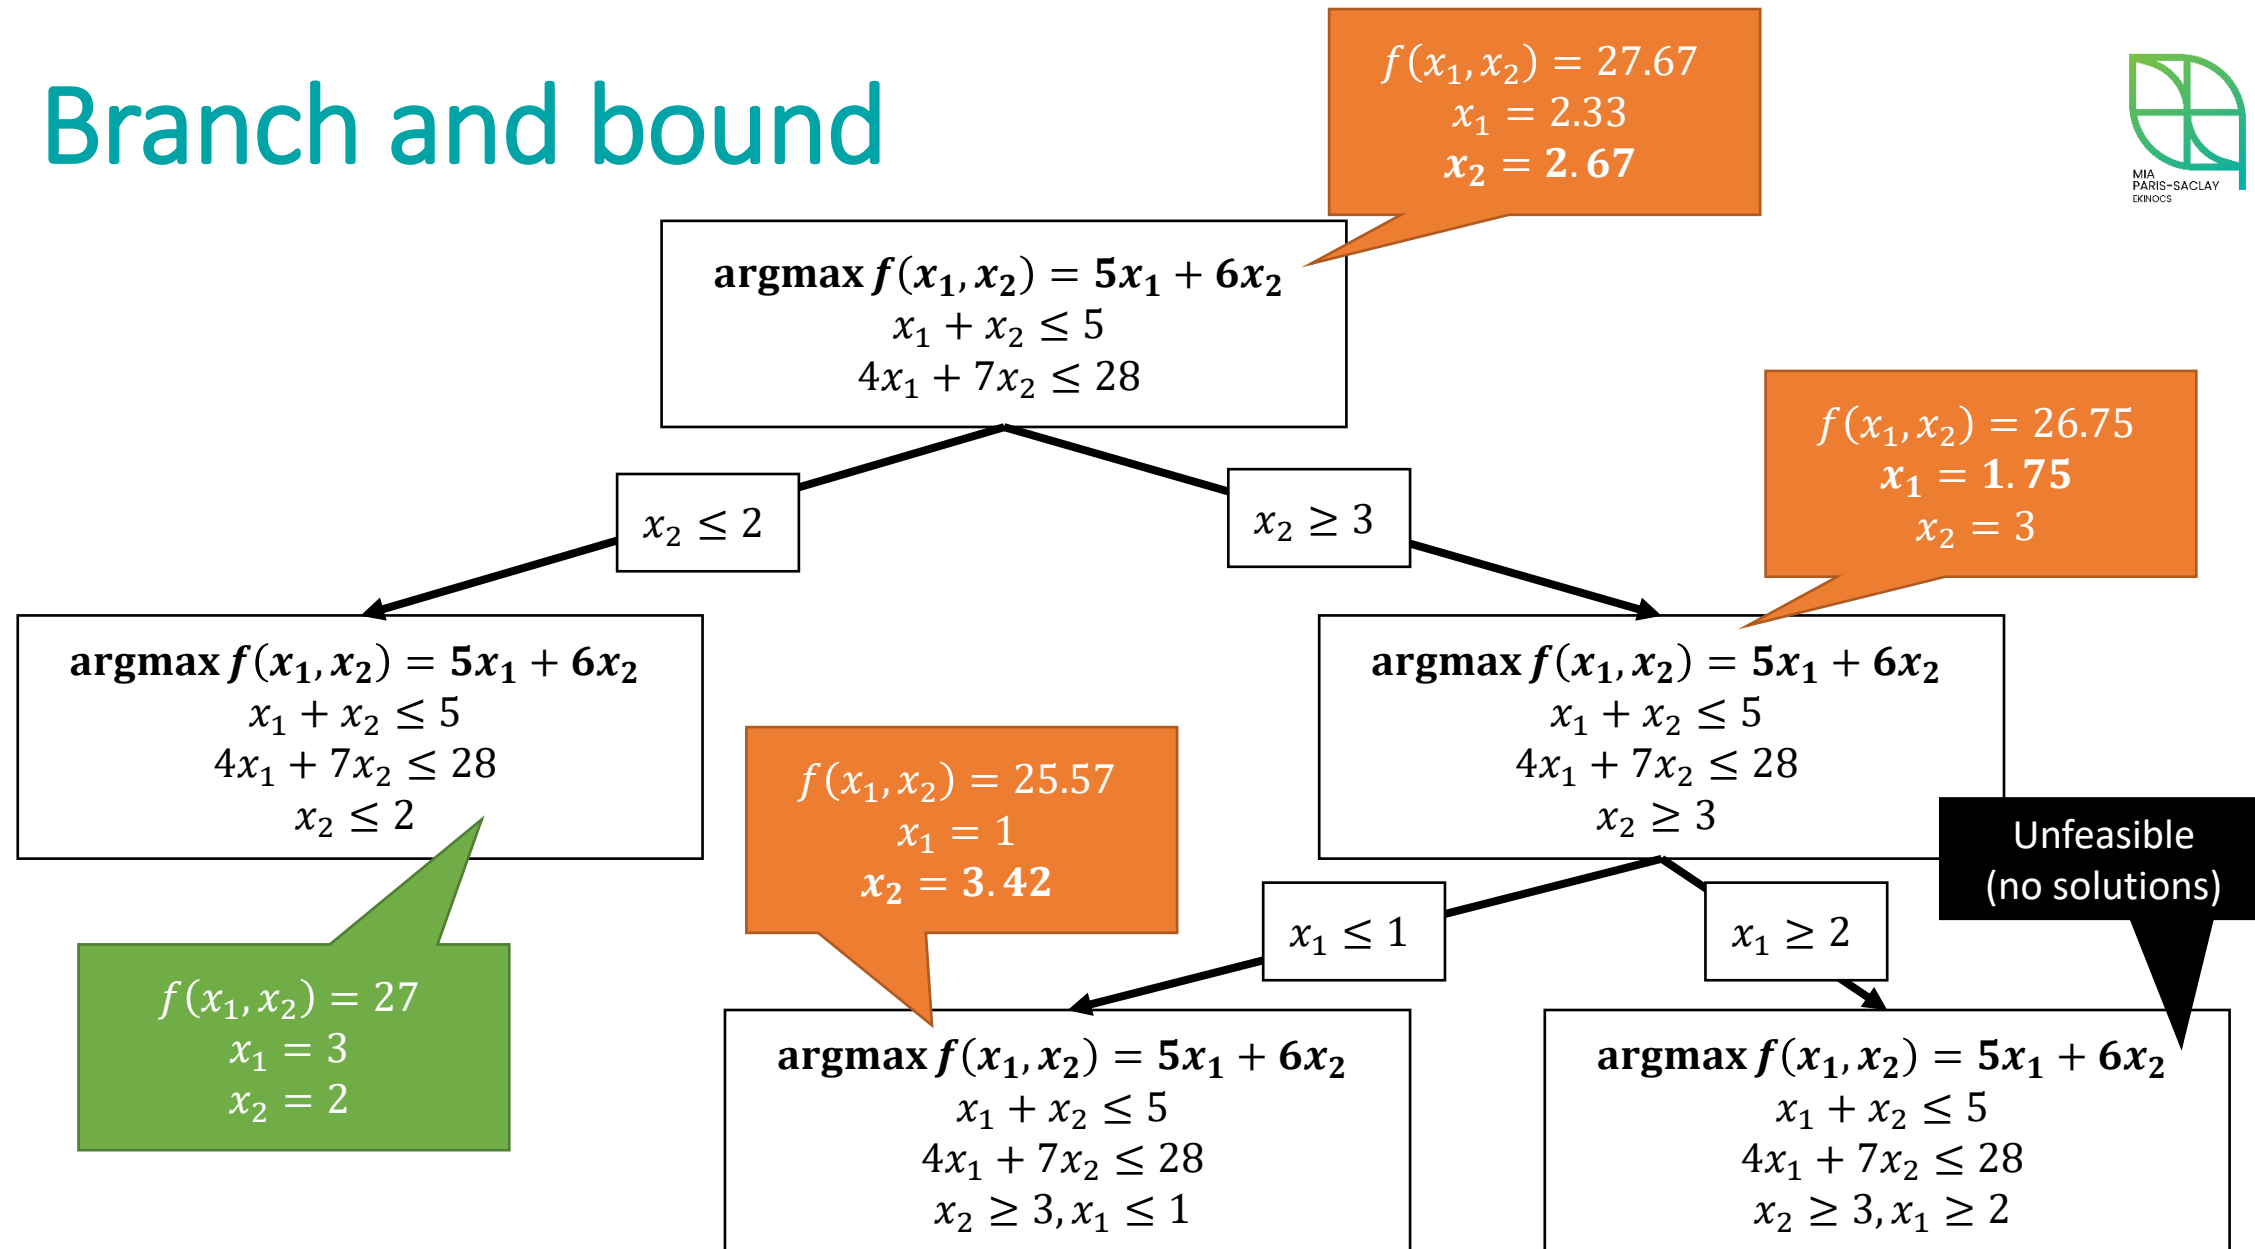 Branch and bound
f(x₁, x₂) = 27.67
x₁ = 2.33
x₂ = 2.67
MIA
PARIS-SACLAY
EKINOCS
argmax f(x₁, x₂) = 5x₁ + 6x₂
x₁ + x₂ ≤ 5
4x₁ + 7x₂ ≤ 28
f(x₁, x₂) = 26.75
x₁ = 1.75
x₂ = 3
x₂ ≤ 2
x₂ ≥ 3
argmax f(x₁, x₂) = 5x₁ + 6x₂
x₁ + x₂ ≤ 5
4x₁ + 7x₂ ≤ 28
x₂ ≤ 2
argmax f(x₁, x₂) = 5x₁ + 6x₂
x₁ + x₂ ≤ 5
4x₁ + 7x₂ ≤ 28
x₂ ≥ 3
f(x₁, x₂) = 25.57
x₁ = 1
x₂ = 3.42
Unfeasible
(no solutions)
x₁ ≤ 1
x₁ ≥ 2
f(x₁, x₂) = 27
x₁ = 3
x₂ = 2
argmax f(x₁, x₂) = 5x₁ + 6x₂
x₁ + x₂ ≤ 5
4x₁ + 7x₂ ≤ 28
x₂ ≥ 3, x₁ ≤ 1
argmax f(x₁, x₂) = 5x₁ + 6x₂
x₁ + x₂ ≤ 5
4x₁ + 7x₂ ≤ 28
x₂ ≥ 3, x₁ ≥ 2